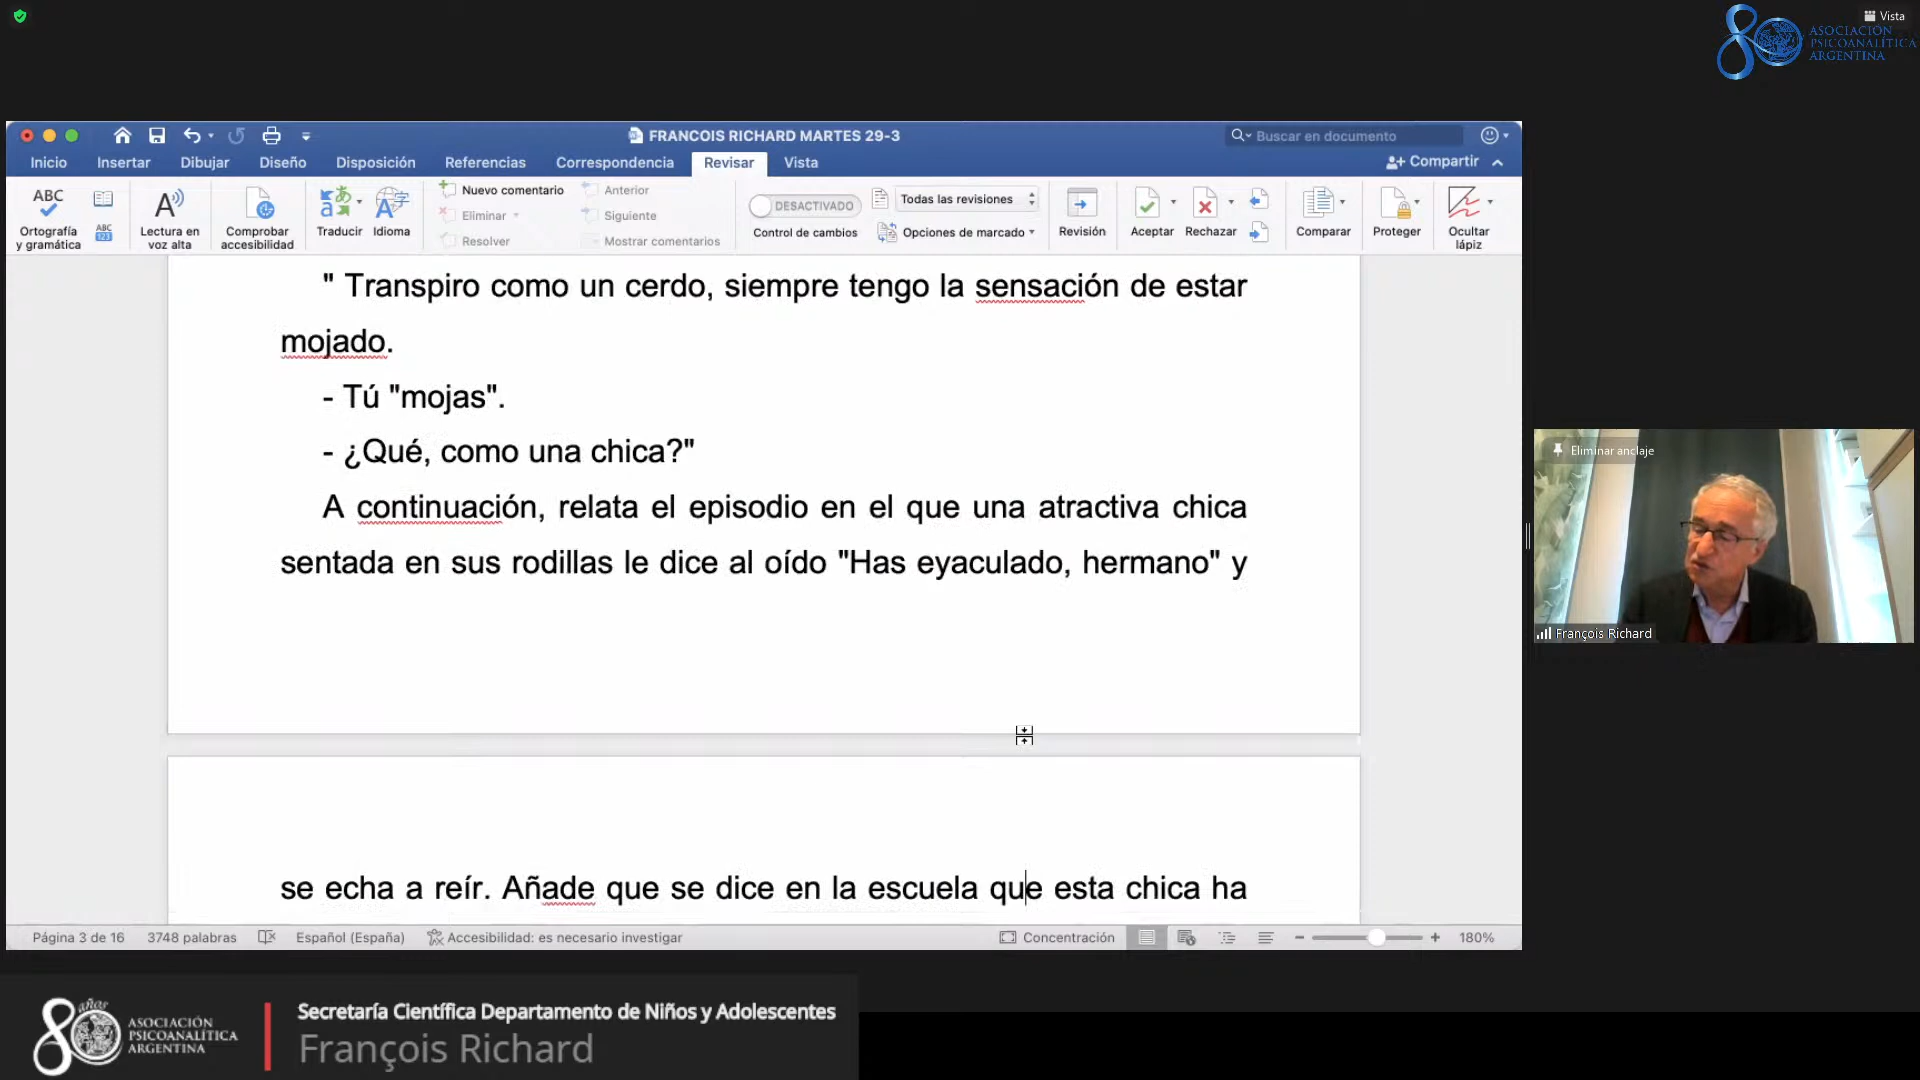 Vista
ASOCIACIÓN
PSICOANALÍTICA
ARGENTINA
FRANCOIS RICHARD MARTES 29-3
Buscar en documento
Inicio Insertar Dibujar Diseño Disposición Referencias Correspondencia Revisar Vista Compartir
ABC
Ortografía
y gramática
ABC
123
Lectura en
voz alta
Comprobar
accesibilidad
Traducir
Idioma
Nuevo comentario
Eliminar
Resolver
Anterior
Siguiente
Mostrar comentarios
DESACTIVADO
Control de cambios
Todas las revisiones
Opciones de marcado
Revisión
Aceptar
Rechazar
Comparar
Proteger
Ocultar
lápiz
" Transpiro como un cerdo, siempre tengo la sensación de estar
mojado.
- Tú "mojas".
- ¿Qué, como una chica?"
A continuación, relata el episodio en el que una atractiva chica
sentada en sus rodillas le dice al oído "Has eyaculado, hermano" y
se echa a reír. Añade que se dice en la escuela que esta chica ha
Eliminar anclaje
François Richard
Página 3 de 16 3748 palabras Español (España) Accesibilidad: es necesario investigar Concentración 180%
años
ASOCIACIÓN
PSICOANALÍTICA
ARGENTINA
Secretaría Científica Departamento de Niños y Adolescentes
François Richard